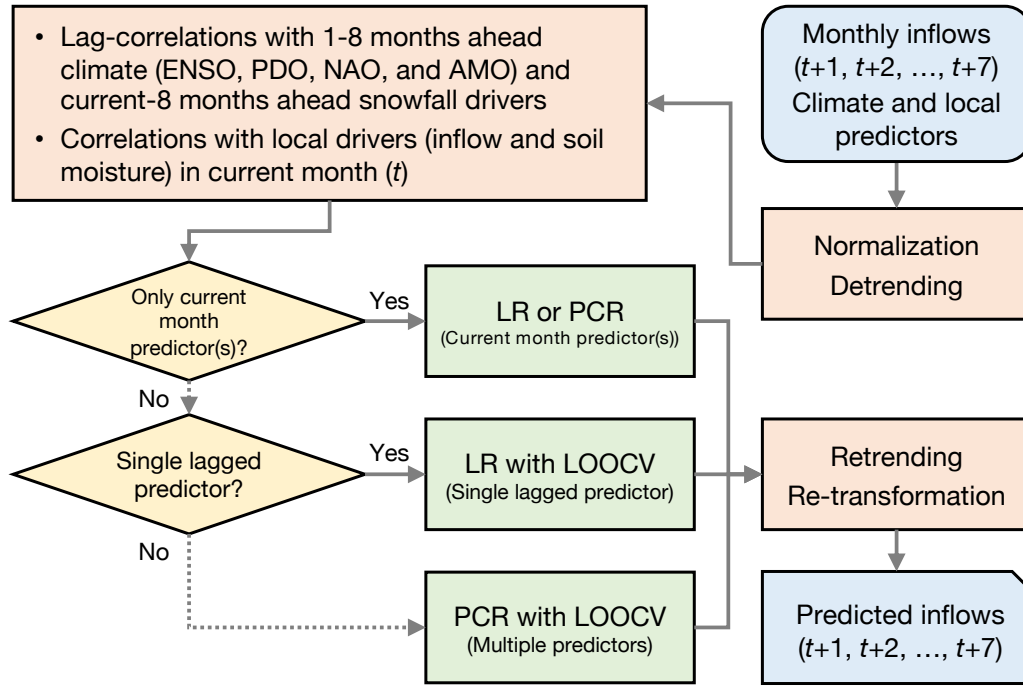 • Lag-correlations with 1-8 months ahead
climate (ENSO, PDO, NAO, and AMO) and
current-8 months ahead snowfall drivers
• Correlations with local drivers (inflow and soil
moisture) in current month (t)
Monthly inflows
(t+1, t+2, ..., t+7)
Climate and local
predictors
Normalization
Detrending
Only current
month
predictor(s)?
Yes
LR or PCR
(Current month predictor(s))
No
Single lagged
predictor?
Yes
LR with LOOCV
(Single lagged predictor)
Retrending
Re-transformation
No
PCR with LOOCV
(Multiple predictors)
Predicted inflows
(t+1, t+2, ..., t+7)